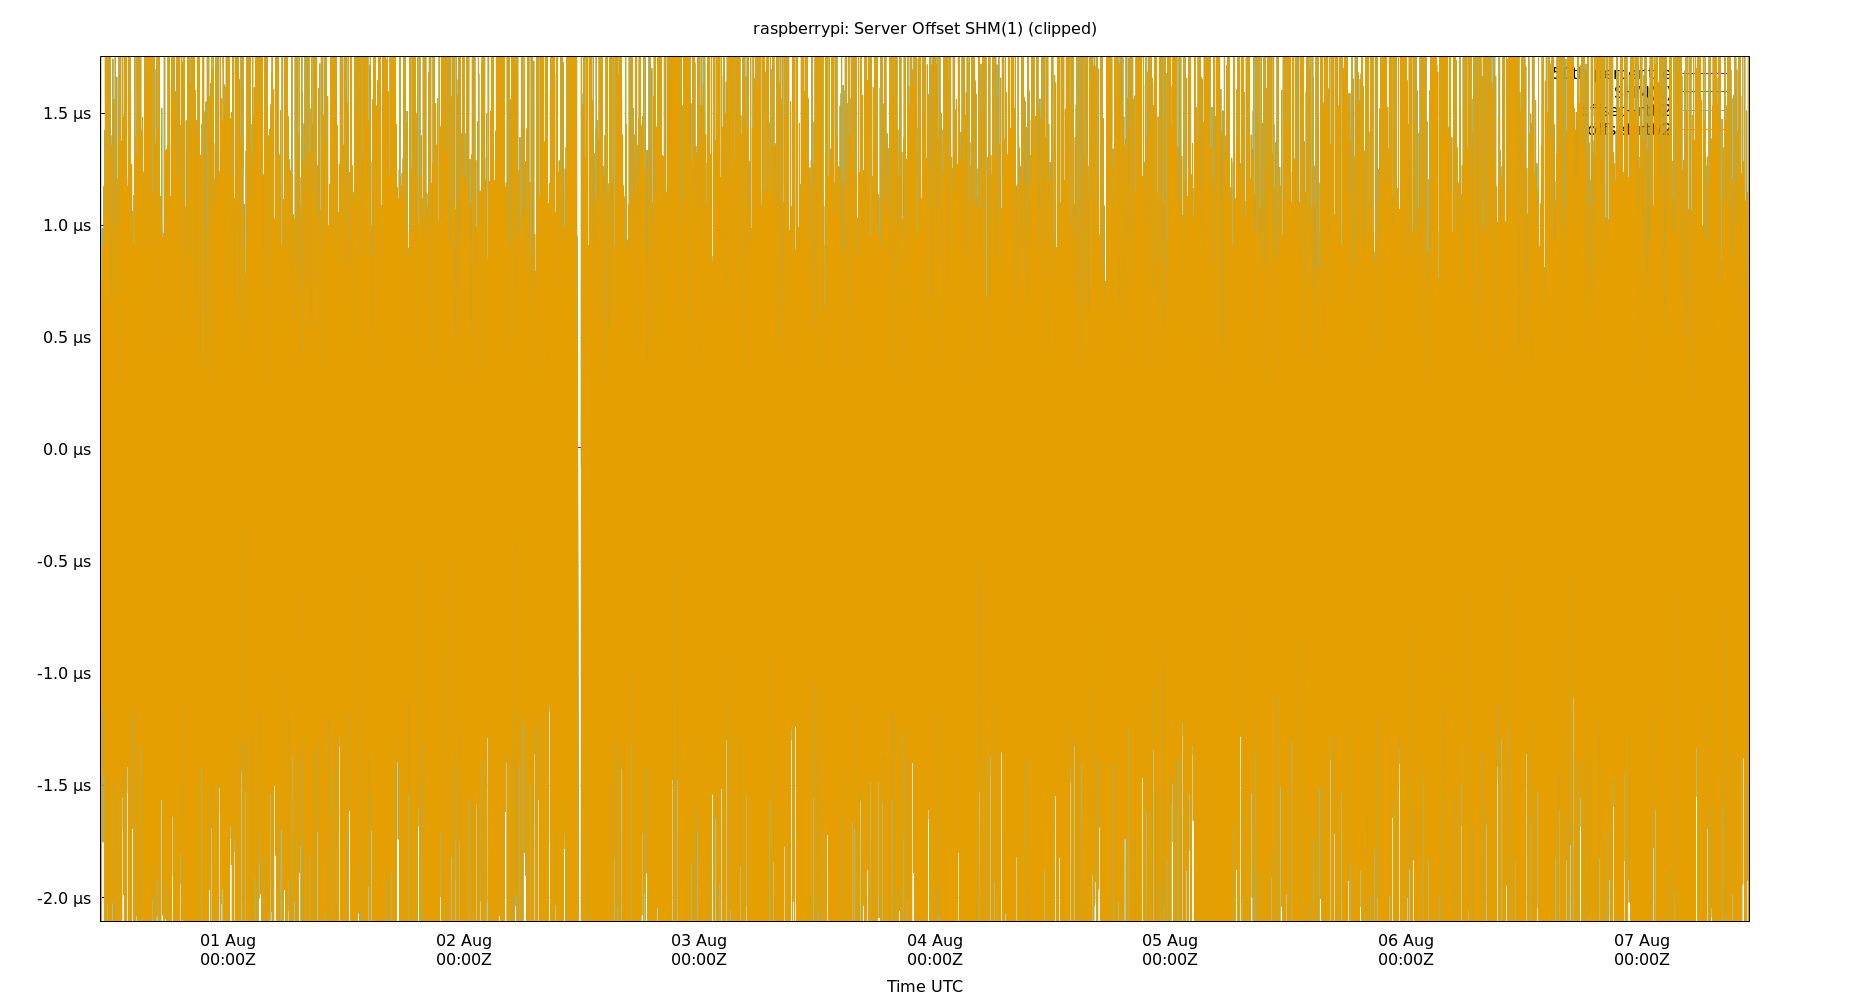 raspberrypi: Server Offset SHM(1) (clipped)
1.5 µs
1.0 µs
0.5 µs
0.0 µs
-0.5 µs
-1.0 µs
-1.5 µs
-2.0 µs
01 Aug 02 Aug 03 Aug 04 Aug 05 Aug 06 Aug 07 Aug
00:00Z 00:00Z 00:00Z 00:00Z 00:00Z 00:00Z 00:00Z
Time UTC